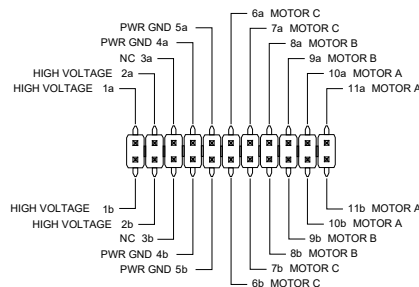 6a MOTOR C
PWR GND 5a 7a MOTOR C
PWR GND 4a 8a MOTOR B
NC 3a 9a MOTOR B
HIGH VOLTAGE 2a 10a MOTOR A
HIGH VOLTAGE 1a 11a MOTOR A
HIGH VOLTAGE 1b 11b MOTOR A
HIGH VOLTAGE 2b 10b MOTOR A
NC 3b 9b MOTOR B
PWR GND 4b 8b MOTOR B
PWR GND 5b 7b MOTOR C
6b MOTOR C